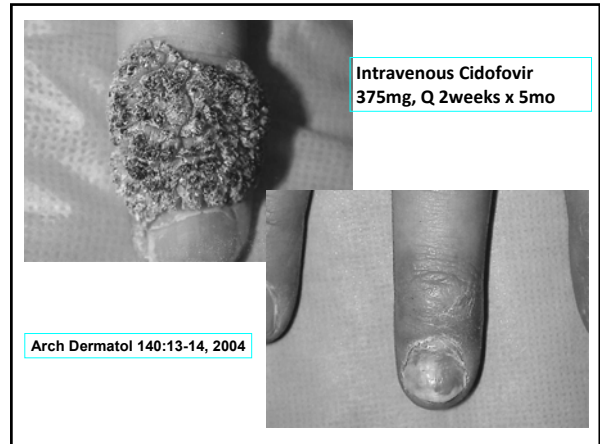 Intravenous Cidofovir
375mg, Q 2weeks x 5mo
Arch Dermatol 140:13-14, 2004